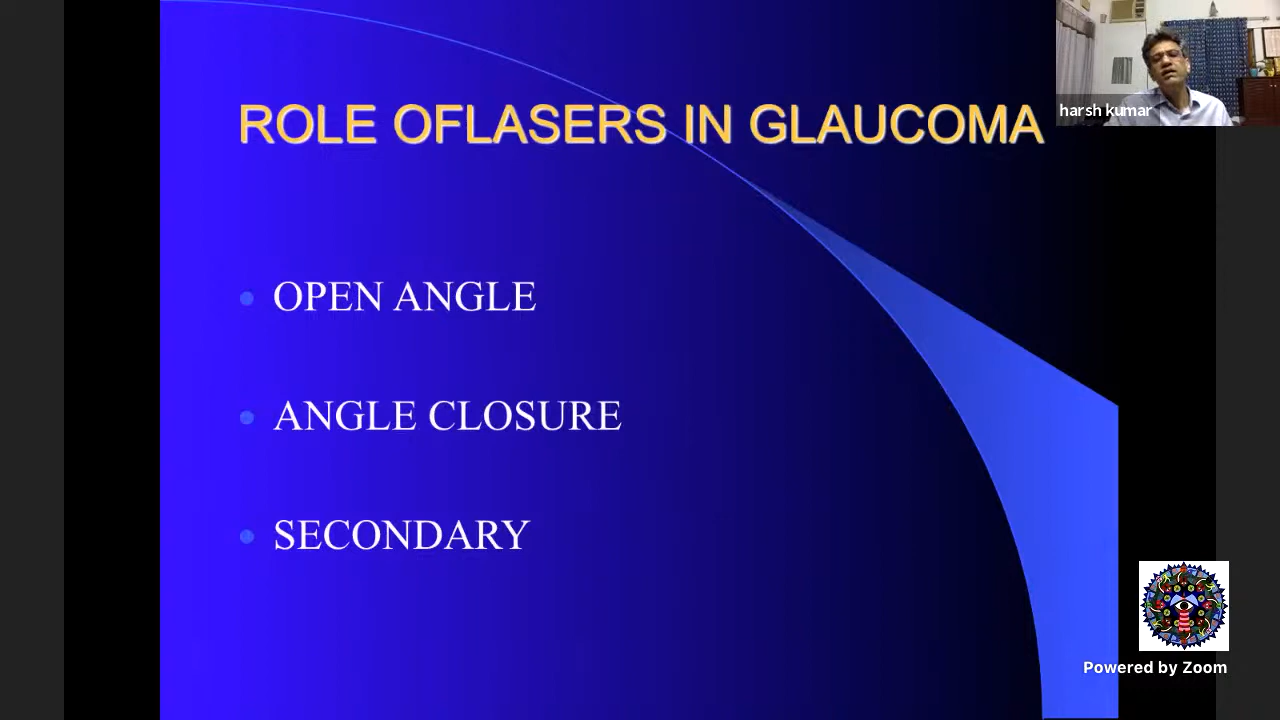 ROLE OFLASERS IN GLAUCOMA
harsh kumar
OPEN ANGLE
ANGLE CLOSURE
SECONDARY
Powered by Zoom